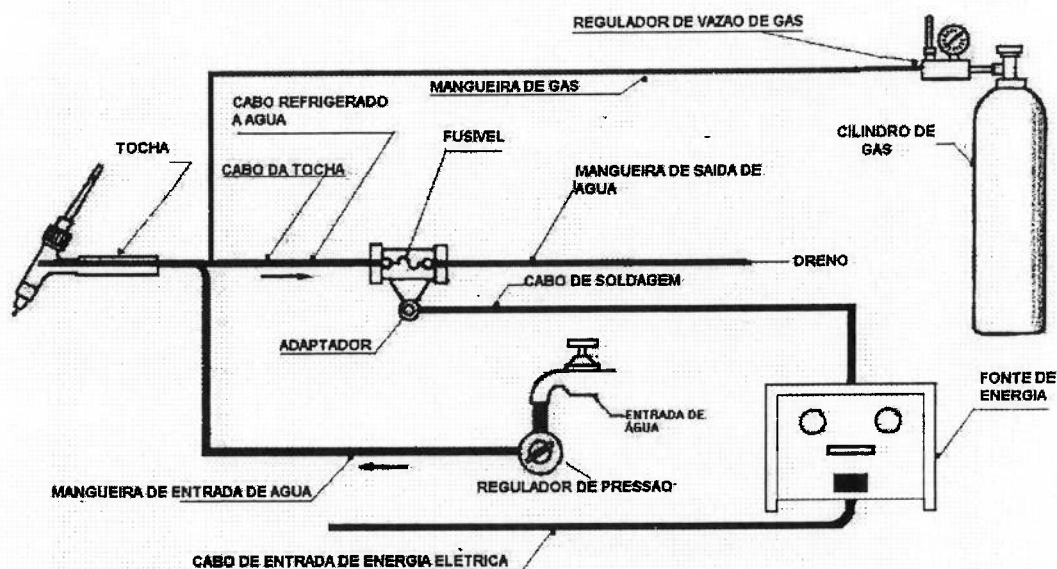 REGULADOR DE VAZAO DE GAS
MANGUEIRA DE GAS
CABO REFRIGERADO
A AGUA
FUSIVEL
CILINDRO DE
GAS
TOCHA
CABO DA TOCHA
MANGUEIRA DE SAIDA DE
AGUA
DRENO
CABO DE SOLDAGEM
ADAPTADOR
FONTE DE
ENERGIA
ENTRADA DE
ÁGUA
MANGUEIRA DE ENTRADA DE AGUA
REGULADOR DE PRESSAO
CABO DE ENTRADA DE ENERGIA ELETRICA